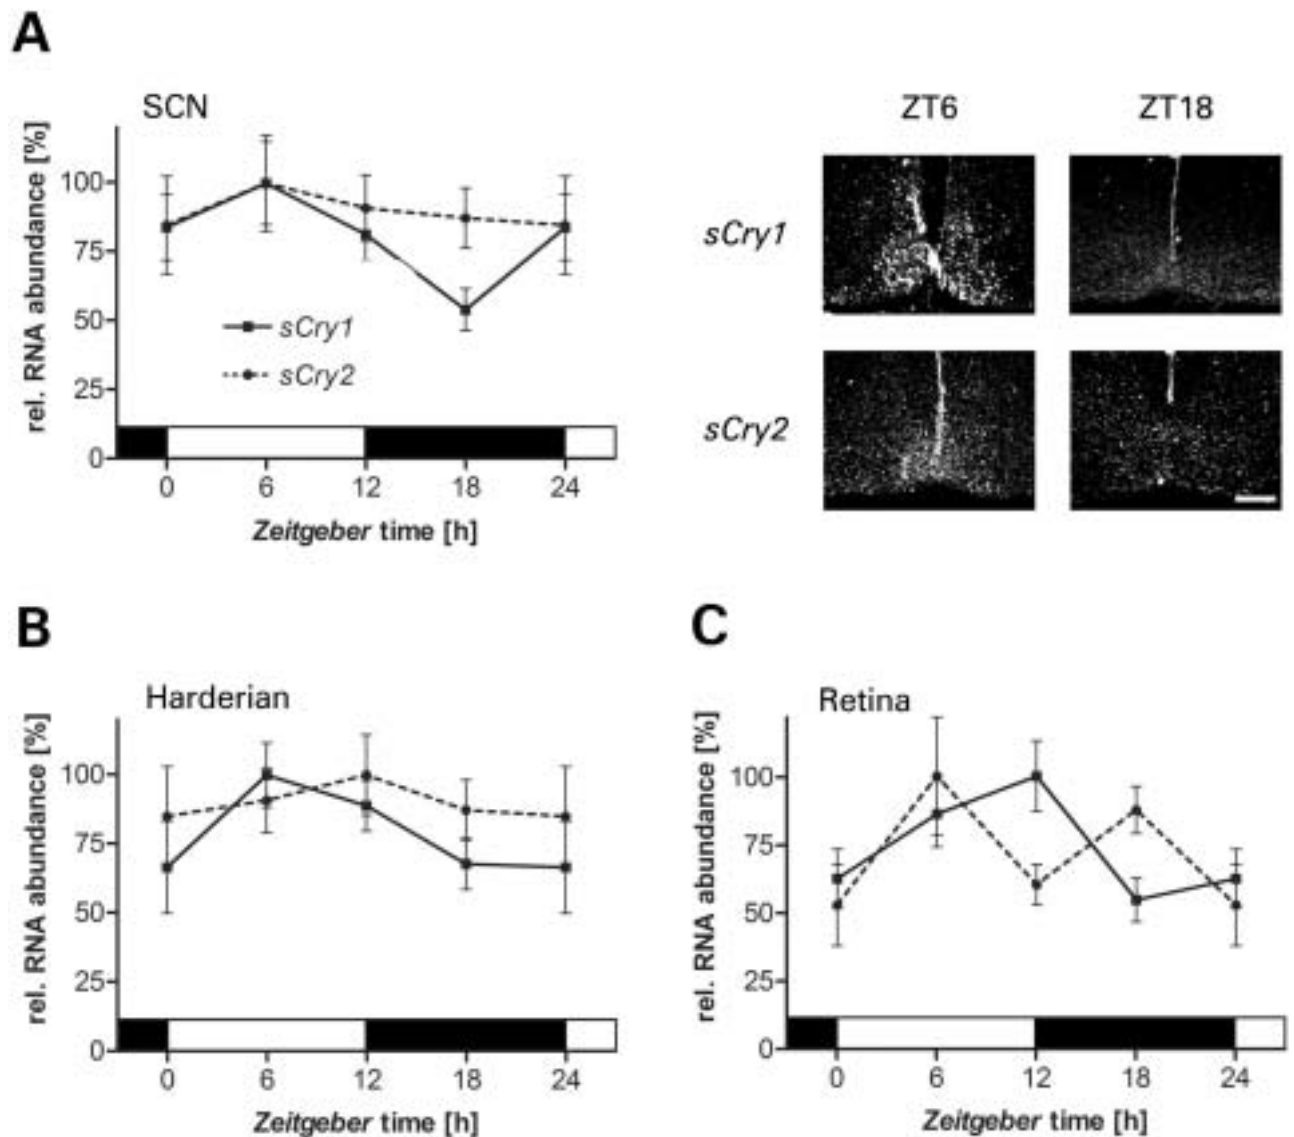 A
SCN
rel. RNA abundance [%]
100
75
50
25
0
sCry1
sCry2
0 6 12 18 24
Zeitgeber time [h]
ZT6 ZT18
sCry1
sCry2
B
Harderian
rel. RNA abundance [%]
100
75
50
25
0
0 6 12 18 24
Zeitgeber time [h]
C
Retina
rel. RNA abundance [%]
100
75
50
25
0
0 6 12 18 24
Zeitgeber time [h]